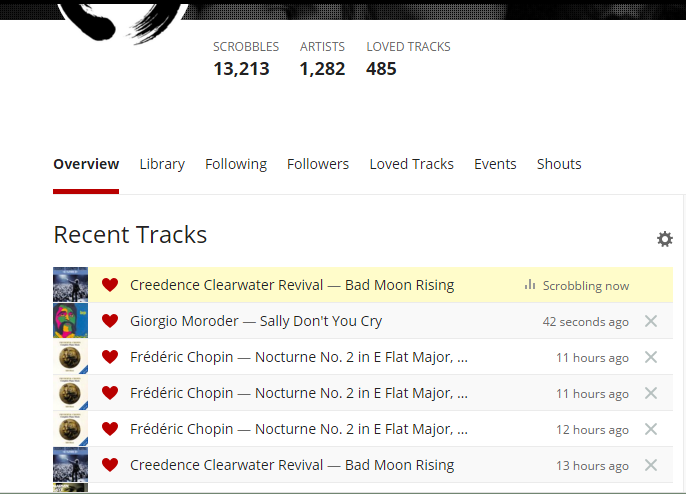 SCROBBLES ARTISTS LOVED TRACKS
13,213 1,282 485
Overview Library Following Followers Loved Tracks Events Shouts
Recent Tracks
Creedence Clearwater Revival — Bad Moon Rising Scrobbling now
Giorgio Moroder — Sally Don't You Cry 42 seconds ago
Frédéric Chopin — Nocturne No. 2 in E Flat Major, ... 11 hours ago
Frédéric Chopin — Nocturne No. 2 in E Flat Major, ... 11 hours ago
Frédéric Chopin — Nocturne No. 2 in E Flat Major, ... 12 hours ago
Creedence Clearwater Revival — Bad Moon Rising 13 hours ago